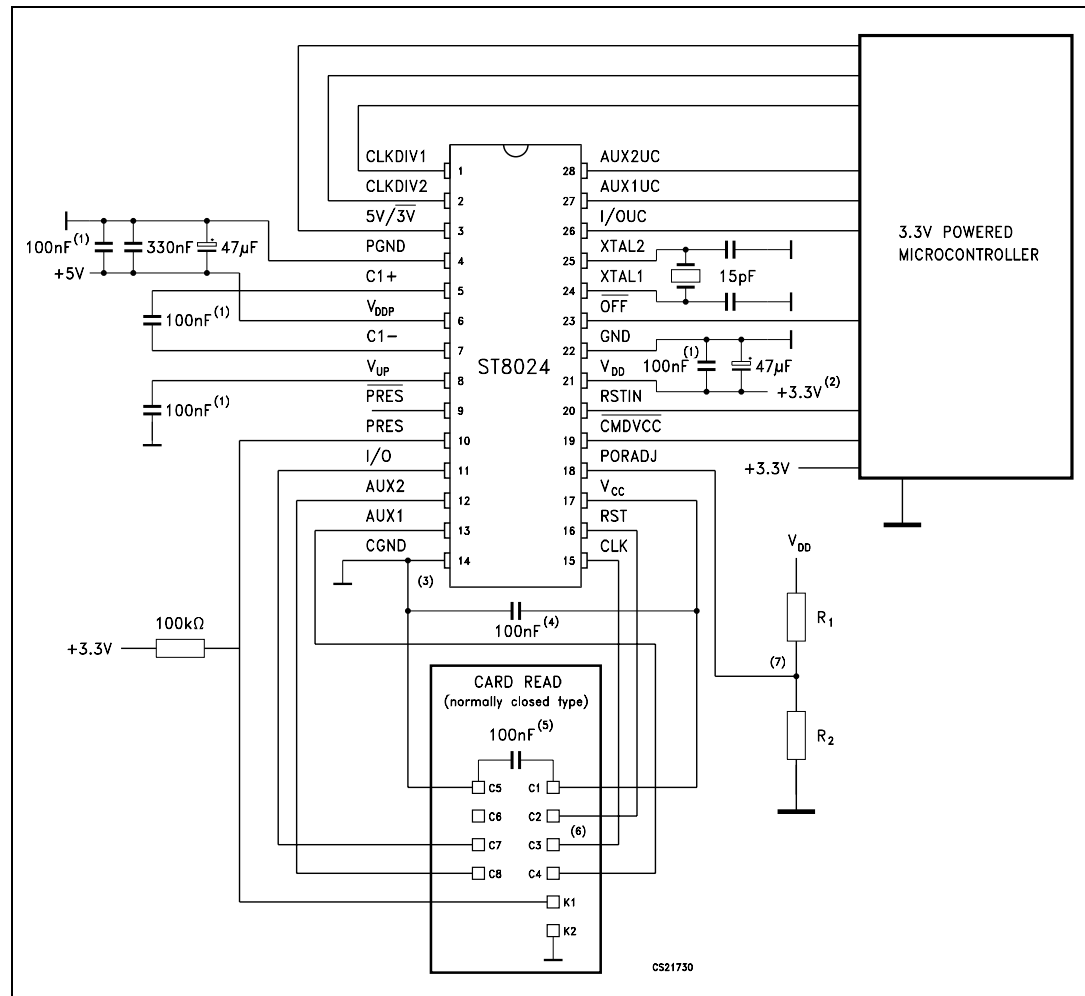 CLKDIV1
1
CLKDIV2
2
5V/3V
3
PGND
4
C1+
5
VDDP
6
C1-
7
VUP
8
PRES
9
PRES
10
I/O
11
AUX2
12
AUX1
13
CGND
14
(3)
ST8024
AUX2UC
28
AUX1UC
27
I/OUC
26
XTAL2
25
XTAL1
24
OFF
23
GND
22
VDD
21
RSTIN
20
CMDVCC
19
PORADJ
18
VCC
17
RST
16
CLK
15
100nF(1)
330nF
47µF
+5V
100nF(1)
100nF(1)
15pF
100nF(1)
47µF
+3.3V(2)
3.3V POWERED
MICROCONTROLLER
+3.3V
VDD
R1
(7)
R2
100nF(4)
100kΩ
+3.3V
CARD READ
(normally closed type)
100nF(5)
C5 C1
C6 C2
(6)
C7 C3
C8 C4
K1
K2
CS21730